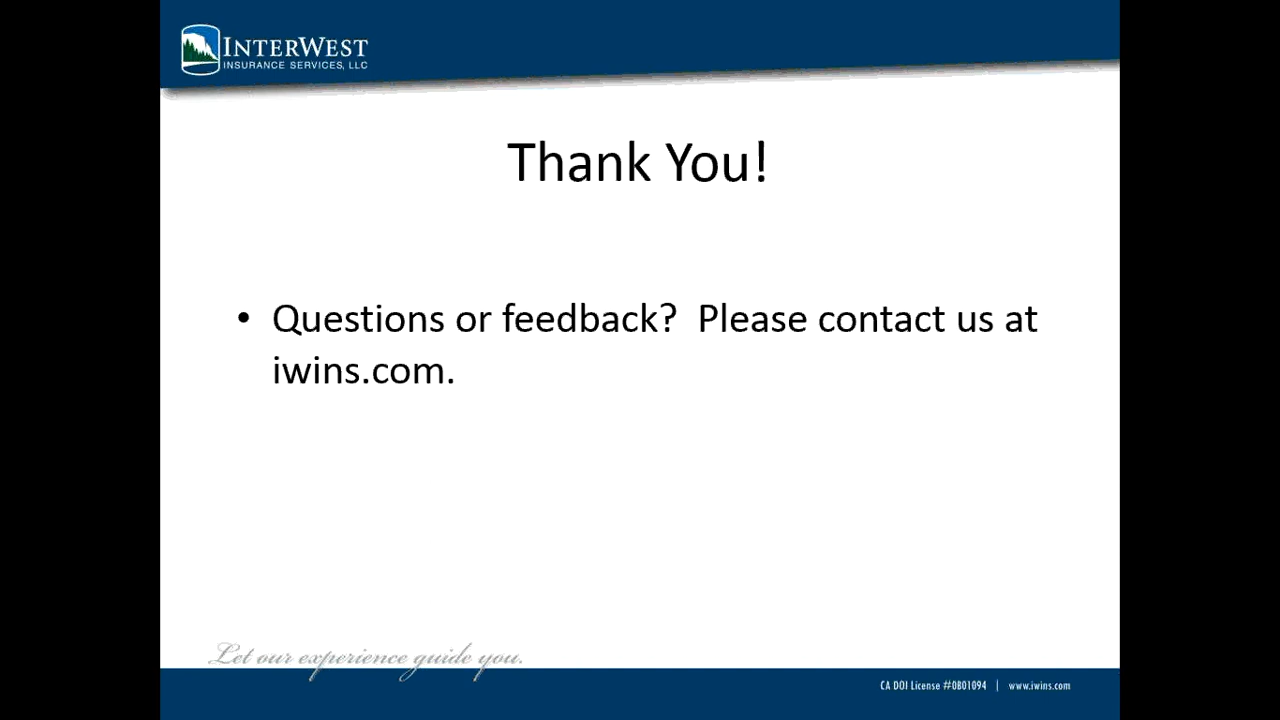 INTERWEST
INSURANCE SERVICES, LLC
Thank You!
• Questions or feedback?  Please contact us at
iwins.com.
Let our experience guide you.
CA DOI License #0B01094 | www.iwins.com